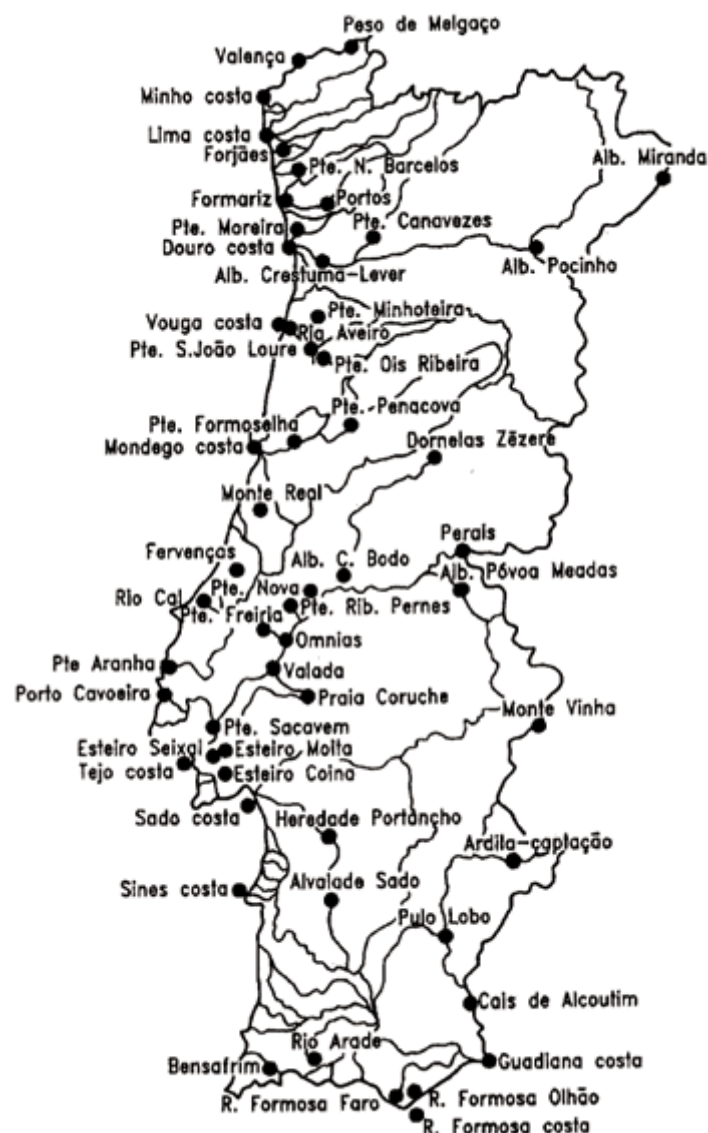 Peso de Melgaço
Valença
Minho costa
Lima costa
Forjães
Pte. N. Barcelos
Alb. Miranda
Formariz
Portos
Pte. Moreira
Pte. Canavezes
Douro costa
Alb. Crestuma-Lever
Alb. Pocinho
Pte. Minhoteira
Vouga costa
Ria Aveiro
Pte. S.João Loure
Pte. Ois Ribeira
Pte. Penacova
Pte. Formoselha
Mondego costa
Dornelas Zêzere
Monte Real
Perais
Fervenças
Alb. C. Bodo
Alb. Póvoa Meadas
Rio Cal
Pte. Nova
Pte. Rib. Pernes
Pte. Freiria
Omnias
Pte Aranha
Valada
Porto Cavoeira
Praia Coruche
Monte Vinha
Pte. Sacavem
Esteiro Seixal
Esteiro Moita
Tejo costa
Esteiro Coina
Sado costa
Heredade Portancho
Ardila-captação
Sines costa
Alvalade Sado
Pulo Lobo
Cais de Alcoutim
Rio Arade
Bensafrim
Guadiana costa
R. Formosa Faro
R. Formosa Olhão
R. Formosa costa